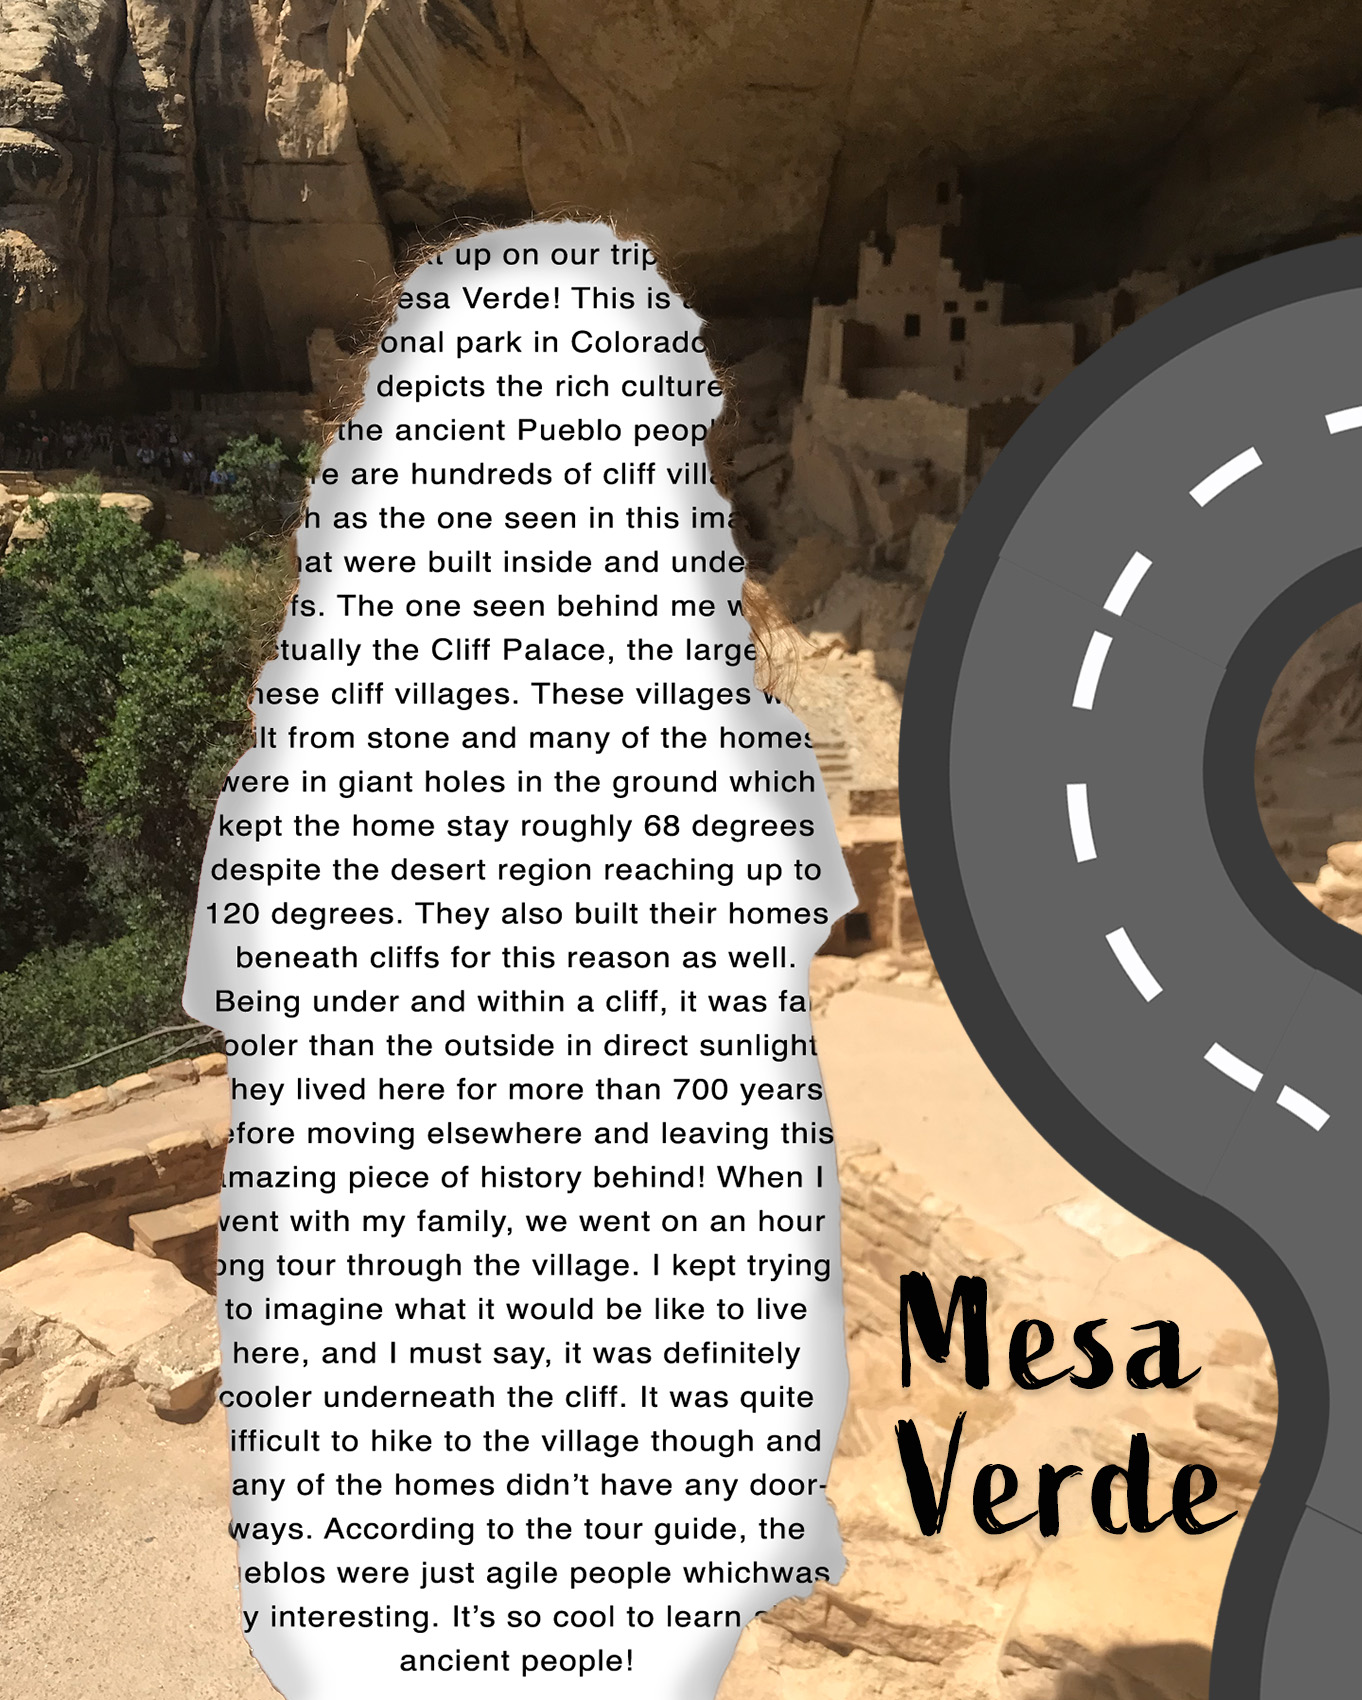 up on our trip
esa Verde! This is
onal park in Colorado
depicts the rich culture
the ancient Pueblo peopl
e are hundreds of cliff villa
h as the one seen in this ima
hat were built inside and unde
fs. The one seen behind me w
tually the Cliff Palace, the large
hese cliff villages. These villages w
ilt from stone and many of the homes
were in giant holes in the ground which
kept the home stay roughly 68 degrees
despite the desert region reaching up to
120 degrees. They also built their homes
beneath cliffs for this reason as well.
Being under and within a cliff, it was far
ooler than the outside in direct sunlight
hey lived here for more than 700 years
efore moving elsewhere and leaving this
amazing piece of history behind! When I
went with my family, we went on an hour
ong tour through the village. I kept trying
to imagine what it would be like to live
here, and I must say, it was definitely
cooler underneath the cliff. It was quite
ifficult to hike to the village though and
any of the homes didn't have any door-
ways. According to the tour guide, the
eblos were just agile people whichwas
y interesting. It's so cool to learn
ancient people!
Mesa
Verde